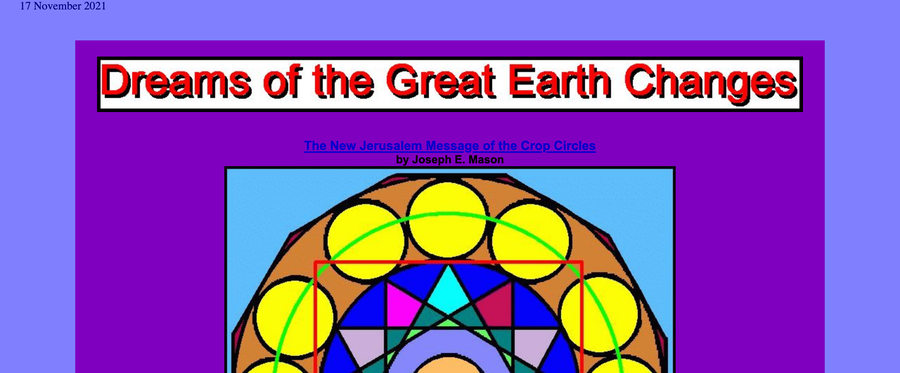 17 November 2021
Dreams of the Great Earth Changes
The New Jerusalem Message of the Crop Circles
by Joseph E. Mason